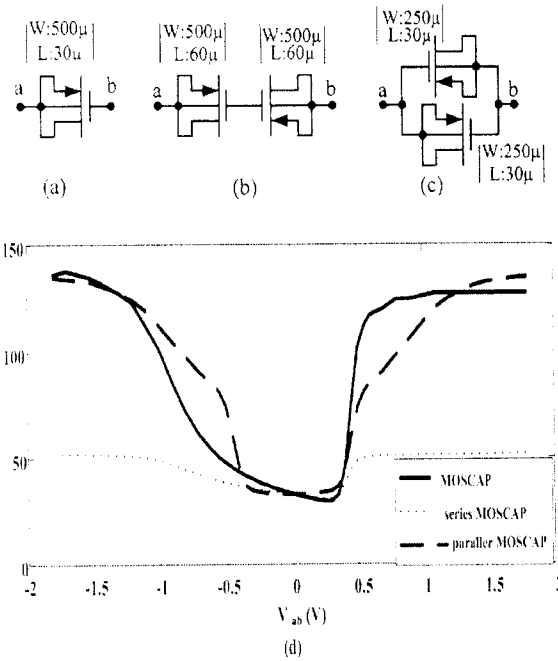 W:500µ
L:30µ
a
b
(a)
W:500µ
L:60µ
W:500µ
L:60µ
a
b
(b)
W:250µ
L:30µ
a
b
W:250µ
L:30µ
(c)
150
100
50
0
-2
-1.5
-1
-0.5
0
0.5
1
1.5
2
MOSCAP
series MOSCAP
paraller MOSCAP
V ab (V)
(d)